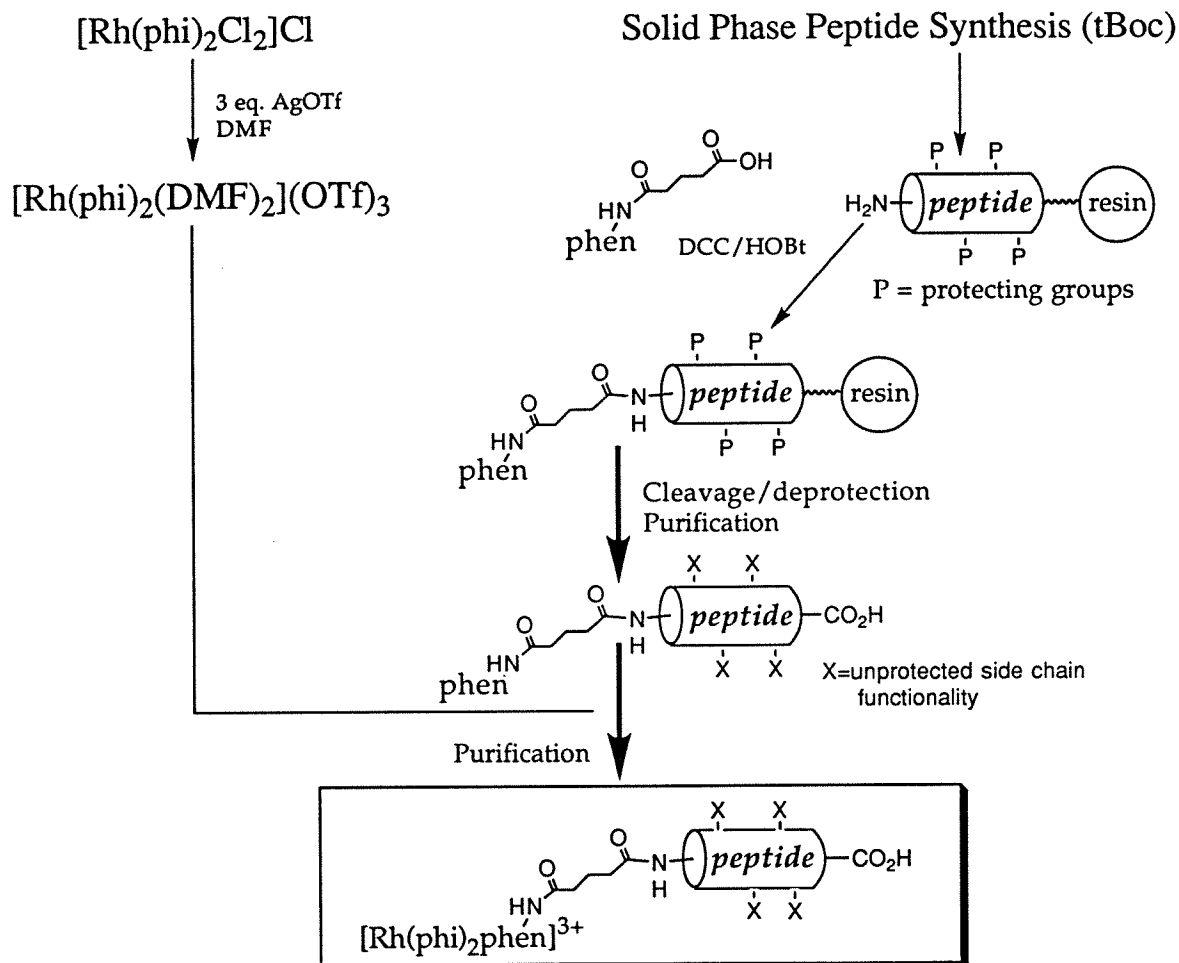 [Rh(phi)2Cl2]Cl
Solid Phase Peptide Synthesis (tBoc)
3 eq. AgOTf
DMF
[Rh(phi)2(DMF)2](OTf)3
O
OH
O
HN
phen
DCC/HOBt
P P
H2N peptide resin
P P
P = protecting groups
P P
O
O N peptide resin
H
HN
P P
phen
Cleavage/deprotection
Purification
X X
O
O N peptide CO2H
H
HN
X X
phen
X=unprotected side chain
functionality
Purification
X X
O
O N peptide CO2H
H
HN
X X
[Rh(phi)2phen]3+